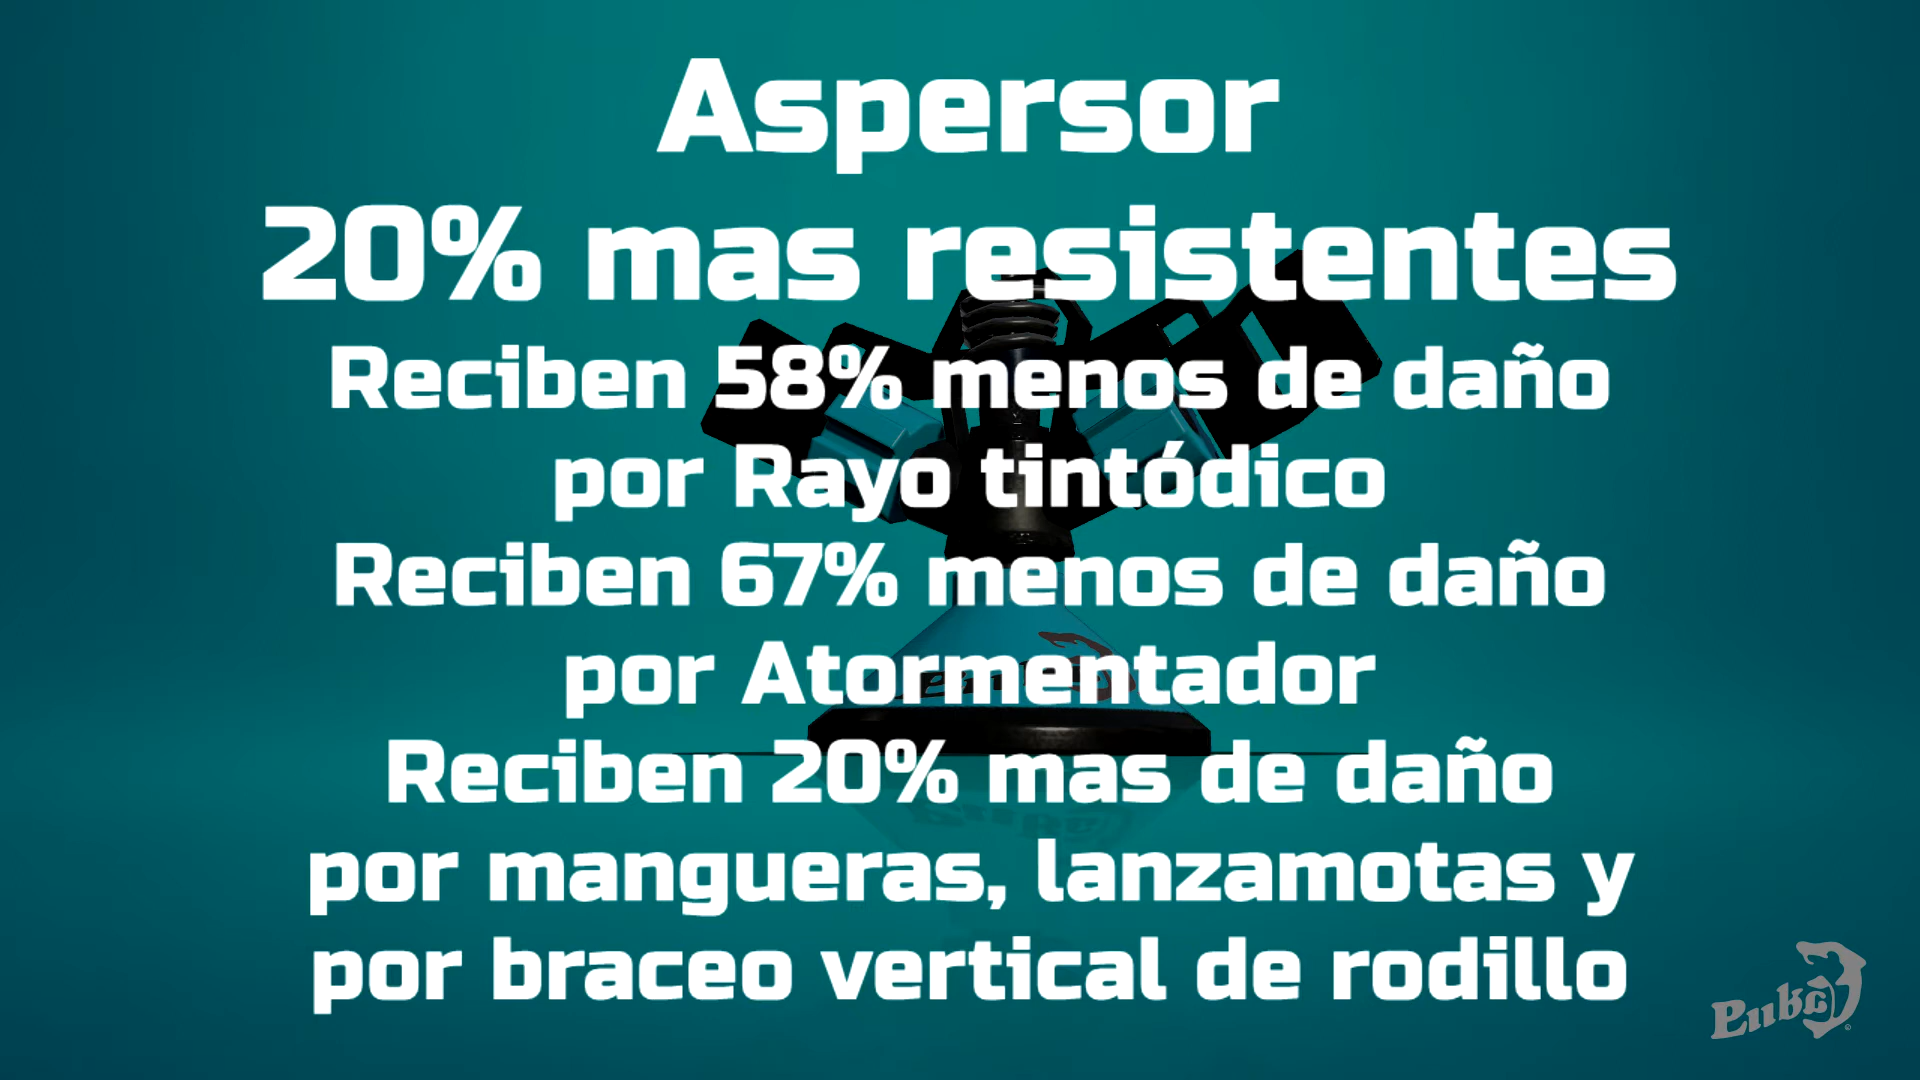 Aspersor
20% mas resistentes
Reciben 58% menos de daño
por Rayo tintódico
Reciben 67% menos de daño
por Atormentador
Reciben 20% mas de daño
por mangueras, lanzamotas y
por braceo vertical de rodillo